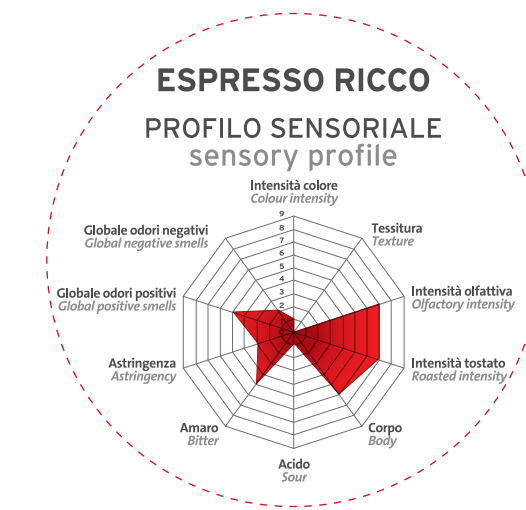 ESPRESSO RICCO
PROFILO SENSORIALE
sensory profile
Intensità colore
Colour intensity
Tessitura
Texture
Intensità olfattiva
Olfactory intensity
Intensità tostato
Roasted intensity
Corpo
Body
Acido
Sour
Amaro
Bitter
Astringenza
Astringency
Globale odori positivi
Global positive smells
Globale odori negativi
Global negative smells
9
8
7
6
5
4
3
2
1
0